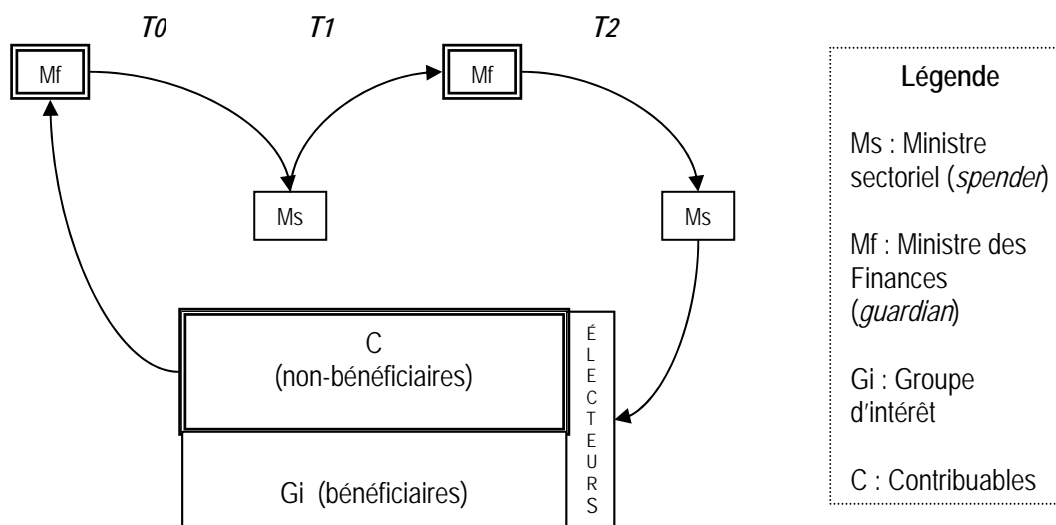 T0 T1 T2
Mf
Mf
Ms
Ms
C
(non-bénéficiaires)
Gi (bénéficiaires)
ÉLECTEURS
Légende
Ms : Ministre
sectoriel (spender)
Mf : Ministre des
Finances
(guardian)
Gi : Groupe
d'intérêt
C : Contribuables